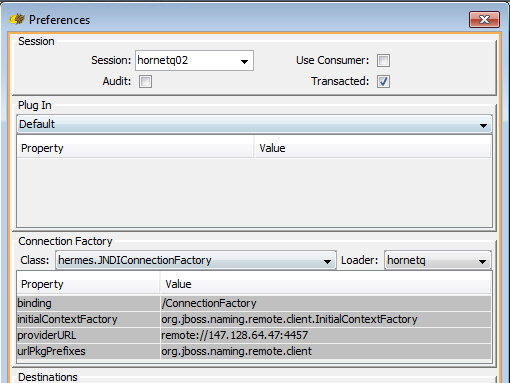 Preferences
Session
Session: hornetq02 Use Consumer:
Audit: Transacted:
Plug In
Default
Property Value
Connection Factory
Class: hermes.JNDIConnectionFactory Loader: hornetq
Property Value
binding /ConnectionFactory
initialContextFactory org.jboss.naming.remote.client.InitialContextFactory
providerURL remote://147.128.64.47:4457
urlPkgPrefixes org.jboss.naming.remote.client
Destinations